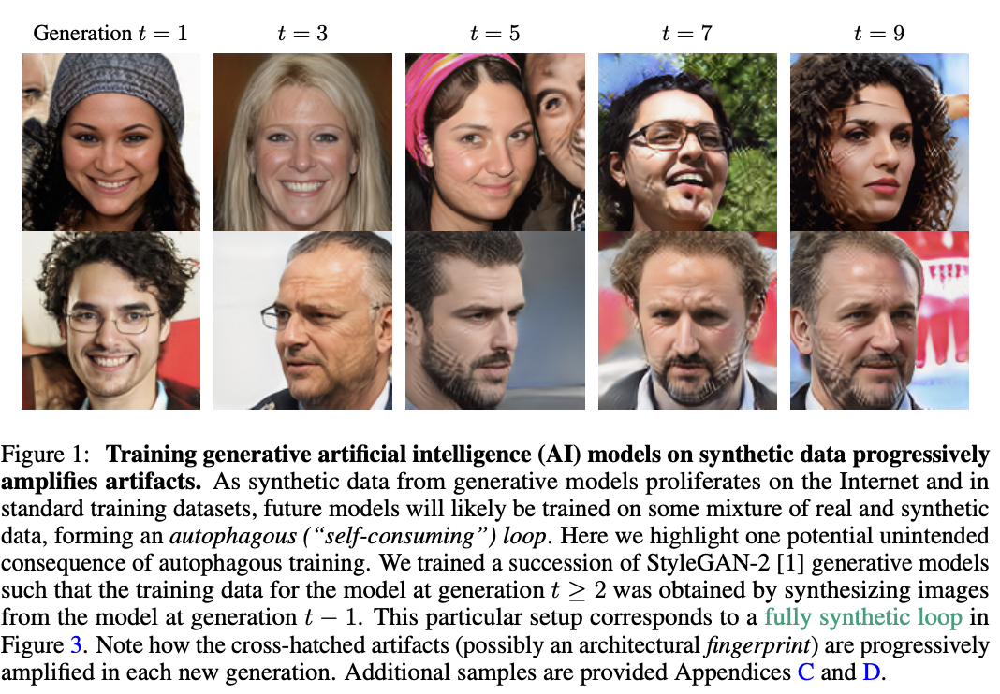 Generation t = 1
t = 3
t = 5
t = 7
t = 9
Figure 1: Training generative artificial intelligence (AI) models on synthetic data progressively
amplifies artifacts. As synthetic data from generative models proliferates on the Internet and in
standard training datasets, future models will likely be trained on some mixture of real and synthetic
data, forming an autophagous (“self-consuming”) loop. Here we highlight one potential unintended
consequence of autophagous training. We trained a succession of StyleGAN-2 [1] generative models
such that the training data for the model at generation t ≥ 2 was obtained by synthesizing images
from the model at generation t − 1. This particular setup corresponds to a fully synthetic loop in
Figure 3. Note how the cross-hatched artifacts (possibly an architectural fingerprint) are progressively
amplified in each new generation. Additional samples are provided Appendices C and D.